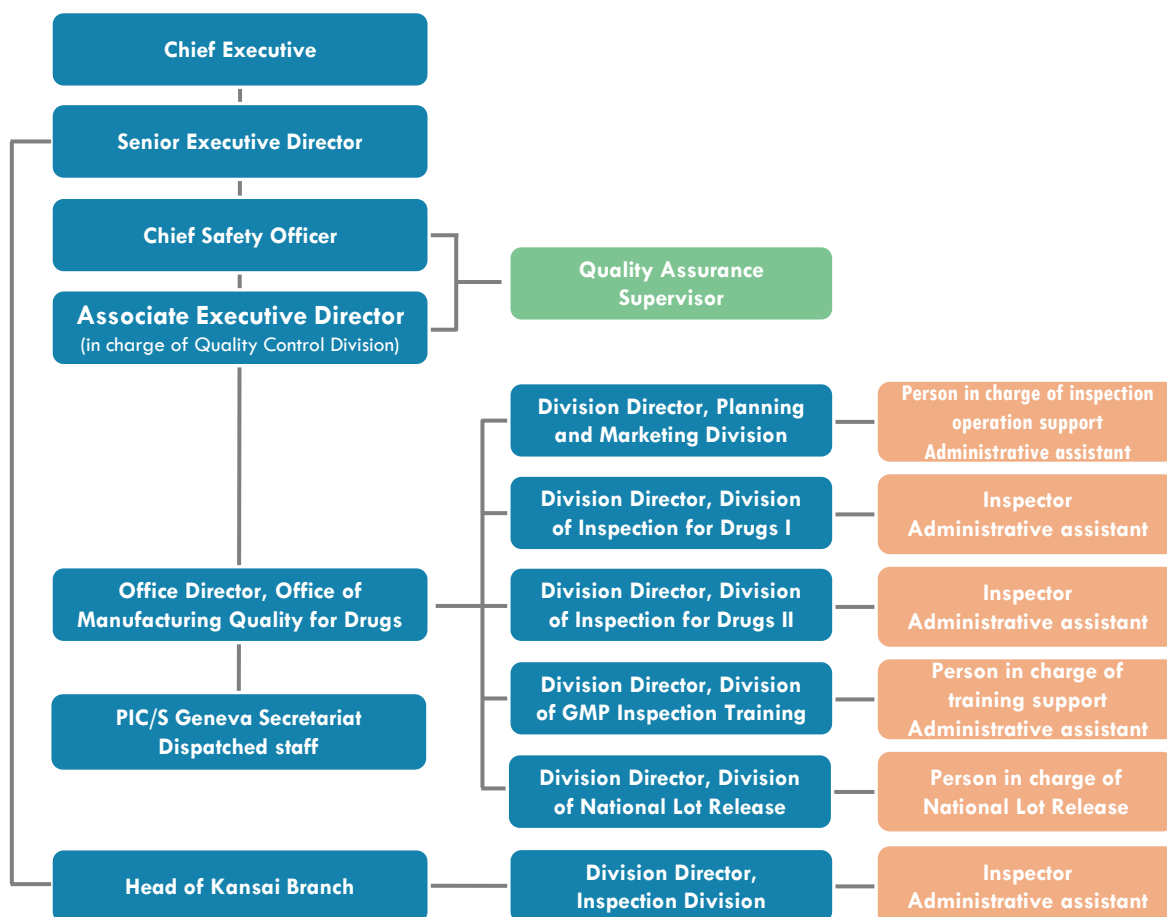 Chief Executive
Senior Executive Director
Chief Safety Officer
Quality Assurance
Supervisor
Associate Executive Director
(in charge of Quality Control Division)
Division Director, Planning
and Marketing Division
Person in charge of inspection
operation support
Administrative assistant
Division Director, Division
of Inspection for Drugs I
Inspector
Administrative assistant
Office Director, Office of
Manufacturing Quality for Drugs
Division Director, Division
of Inspection for Drugs II
Inspector
Administrative assistant
PIC/S Geneva Secretariat
Dispatched staff
Division Director, Division
of GMP Inspection Training
Person in charge of
training support
Administrative assistant
Division Director, Division
of National Lot Release
Person in charge of
National Lot Release
Head of Kansai Branch
Division Director,
Inspection Division
Inspector
Administrative assistant